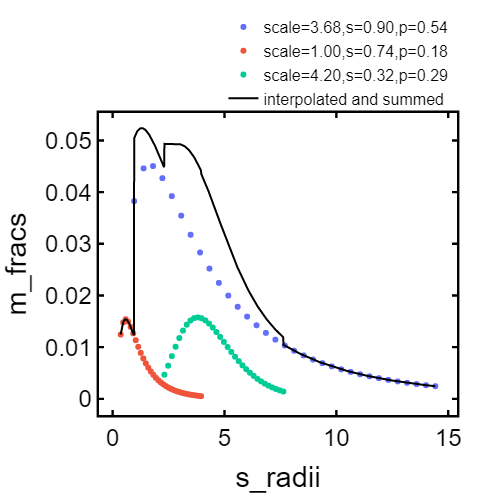 scale=3.68,s=0.90,p=0.54
scale=1.00,s=0.74,p=0.18
scale=4.20,s=0.32,p=0.29
interpolated and summed
0.05
0.04
0.03
0.02
0.01
0
m_fracs
0 5 10 15
s_radii